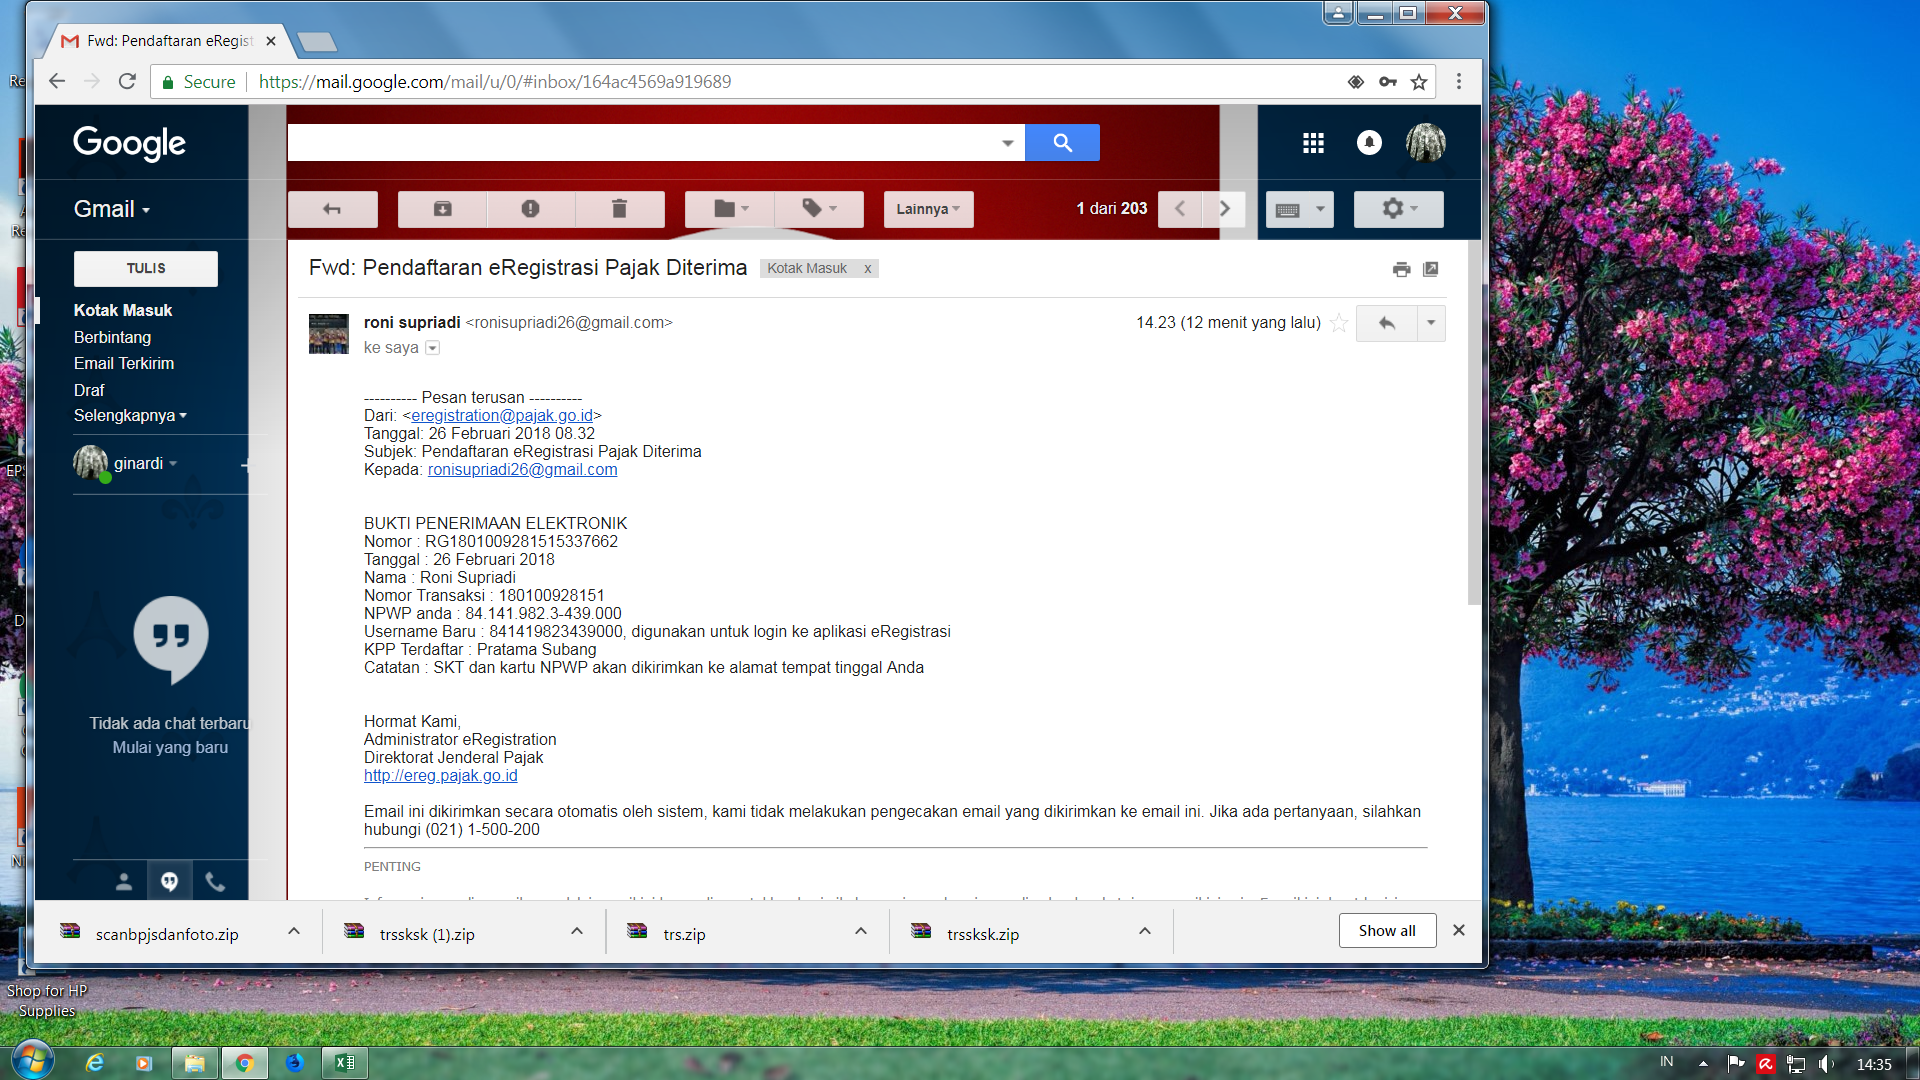 Fwd: Pendaftaran eRegist
Secure
https://mail.google.com/mail/u/0/#inbox/164ac4569a919689
Google
Gmail
Lainnya
1 dari 203
TULIS
Kotak Masuk
Berbintang
Email Terkirim
Draf
Selengkapnya
ginardi
Tidak ada chat terbaru
Mulai yang baru
Fwd: Pendaftaran eRegistrasi Pajak Diterima
Kotak Masuk x
roni supriadi <ronisupriadi26@gmail.com>
14.23 (12 menit yang lalu)
ke saya
---------- Pesan terusan ----------
Dari: <eregistration@pajak.go.id>
Tanggal: 26 Februari 2018 08.32
Subjek: Pendaftaran eRegistrasi Pajak Diterima
Kepada: ronisupriadi26@gmail.com
BUKTI PENERIMAAN ELEKTRONIK
Nomor : RG1801009281515337662
Tanggal : 26 Februari 2018
Nama : Roni Supriadi
Nomor Transaksi : 180100928151
NPWP anda : 84.141.982.3-439.000
Username Baru : 841419823439000, digunakan untuk login ke aplikasi eRegistrasi
KPP Terdaftar : Pratama Subang
Catatan : SKT dan kartu NPWP akan dikirimkan ke alamat tempat tinggal Anda
Hormat Kami,
Administrator eRegistration
Direktorat Jenderal Pajak
http://ereg.pajak.go.id
Email ini dikirimkan secara otomatis oleh sistem, kami tidak melakukan pengecakan email yang dikirimkan ke email ini. Jika ada pertanyaan, silahkan
hubungi (021) 1-500-200
PENTING
scanbpjsdanfoto.zip
trssksk (1).zip
trs.zip
trssksk.zip
Show all
Shop for HP
Supplies
IN
14:35